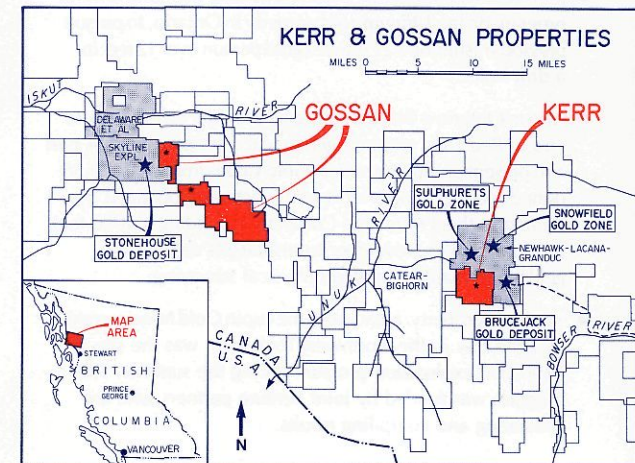 KERR & GOSSAN PROPERTIES
MILES 0 5 10 15 MILES
ISKUT
RIVER
DELAWARE
ET AL
SKYLINE
EXPL.
GOSSAN
KERR
STONEHOUSE
GOLD DEPOSIT
UNUK RIVER
SULPHURETS
GOLD ZONE
SNOWFIELD
GOLD ZONE
NEWHAWK-LACANA-
GRANDUC
CATEAR-
BIGHORN
BRUCEJACK
GOLD DEPOSIT
BOWSER
RIVER
CANADA
U.S.A.
N
MAP
AREA
STEWART
BRITISH
PRINCE
GEORGE
COLUMBIA
VANCOUVER